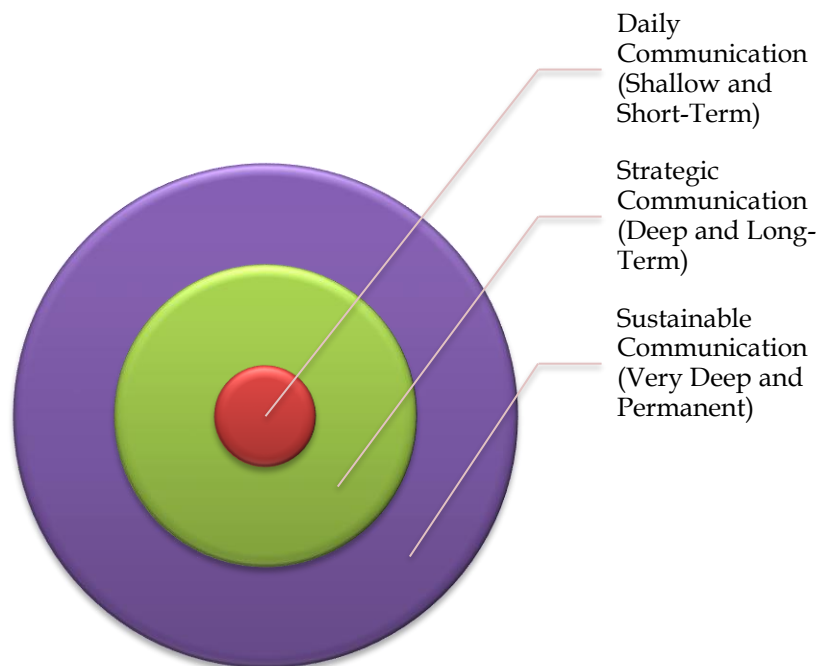 Daily
Communication
(Shallow and
Short-Term)
Strategic
Communication
(Deep and Long-
Term)
Sustainable
Communication
(Very Deep and
Permanent)